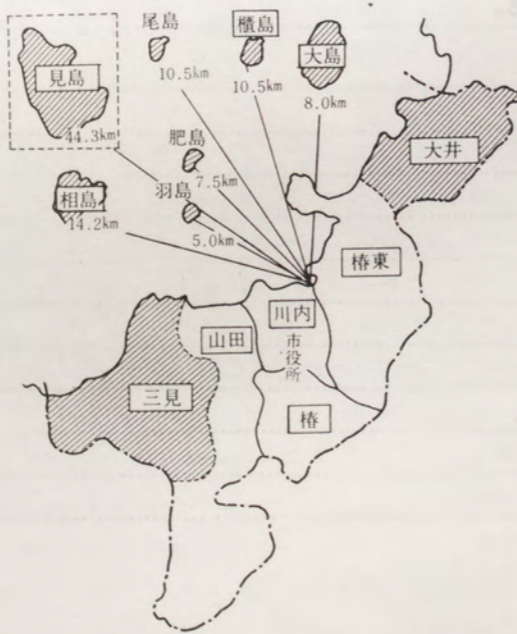 尾島
10.5km
櫃島
10.5km
大島
8.0km
見島
44.3km
肥島
7.5km
羽島
5.0km
相島
14.2km
大井
椿東
川内
市役所
山田
三見
椿